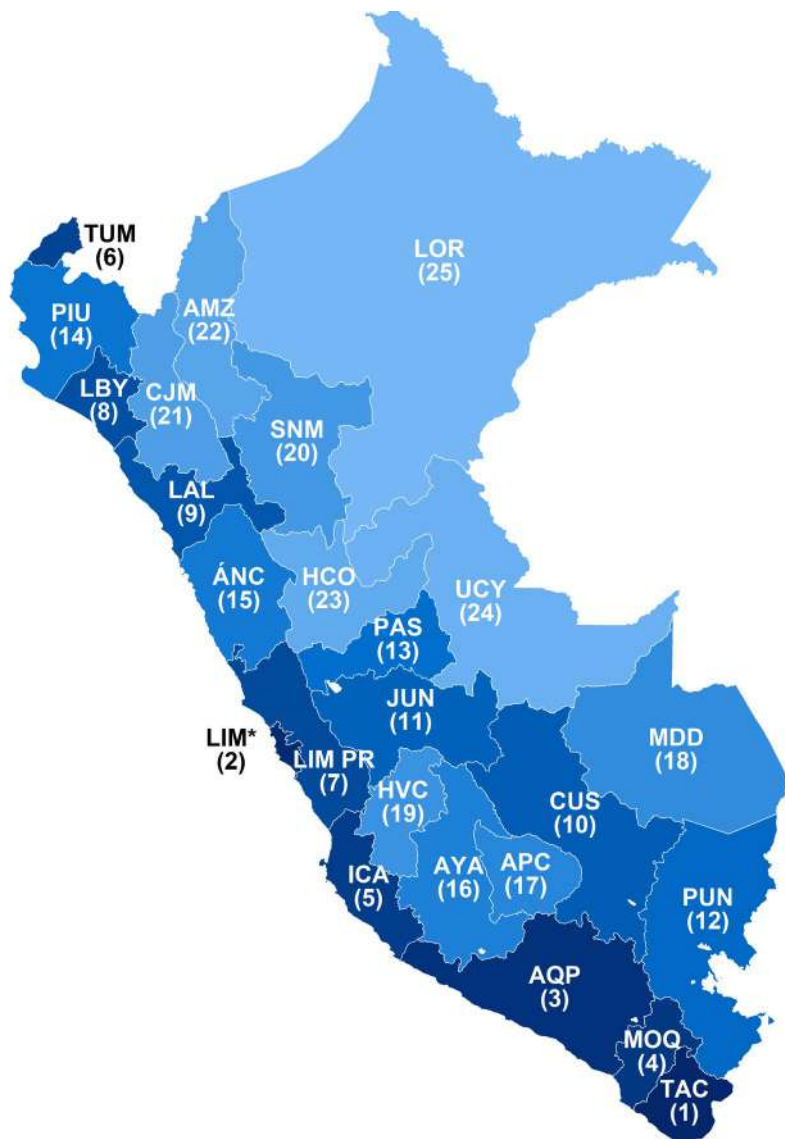 TUM
(6)
LOR
(25)
PIU
(14)
AMZ
(22)
LBY
(8)
CJM
(21)
SNM
(20)
LAL
(9)
ÁNC
(15)
HCO
(23)
UCY
(24)
PAS
(13)
JUN
(11)
LIM*
(2)
LIM PR
(7)
MDD
(18)
HVC
(19)
CUS
(10)
ICA
(5)
AYA
(16)
APC
(17)
PUN
(12)
AQP
(3)
MOQ
(4)
TAC
(1)